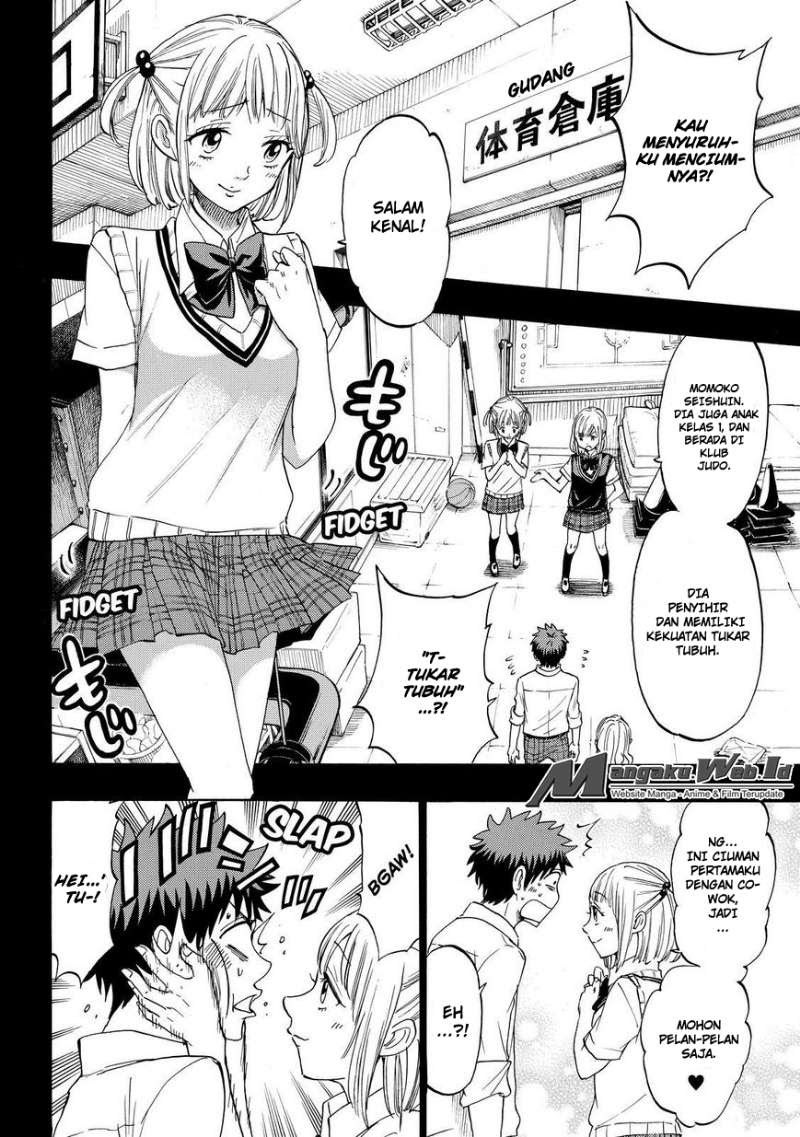 KAU
MENYURUH-
KU MENCIUM-
NYA?!
GUDANG
体育倉庫
SALAM
KENAL!
もじ
FIDGET
FIDGET
もじ
MOMOKO
SEISHUIN.
DIA JUGA ANAK
KELAS 1, DAN
BERADA DI
KLUB
JUDO.
DIA
PENYIHIR
DAN MEMILIKI
KEKUATAN TUKAR
TUBUH.
"T-
TUKAR
TUBUH"
...?!
Mangaku.Web.Id
Website Manga - Anime & Film Terupdate
NG...
INI CIUMAN
PERTAMAKU
DENGAN CO-
WOK, JADI
...
MOHON
PELAN-PELAN
SAJA.
♥
EH
...?!
SLAP
BGAW!
HEI...'
TU-!